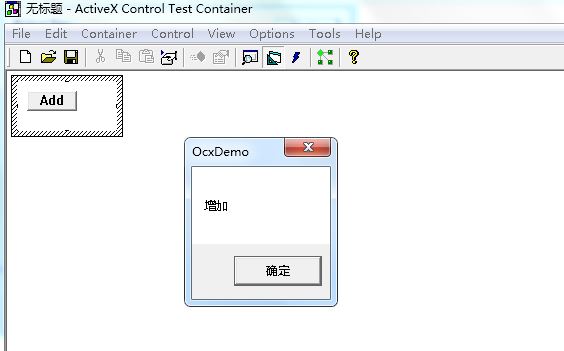 无标题 - ActiveX Control Test Container
File Edit Container Control View Options Tools Help
Add
OcxDemo
增加
确定